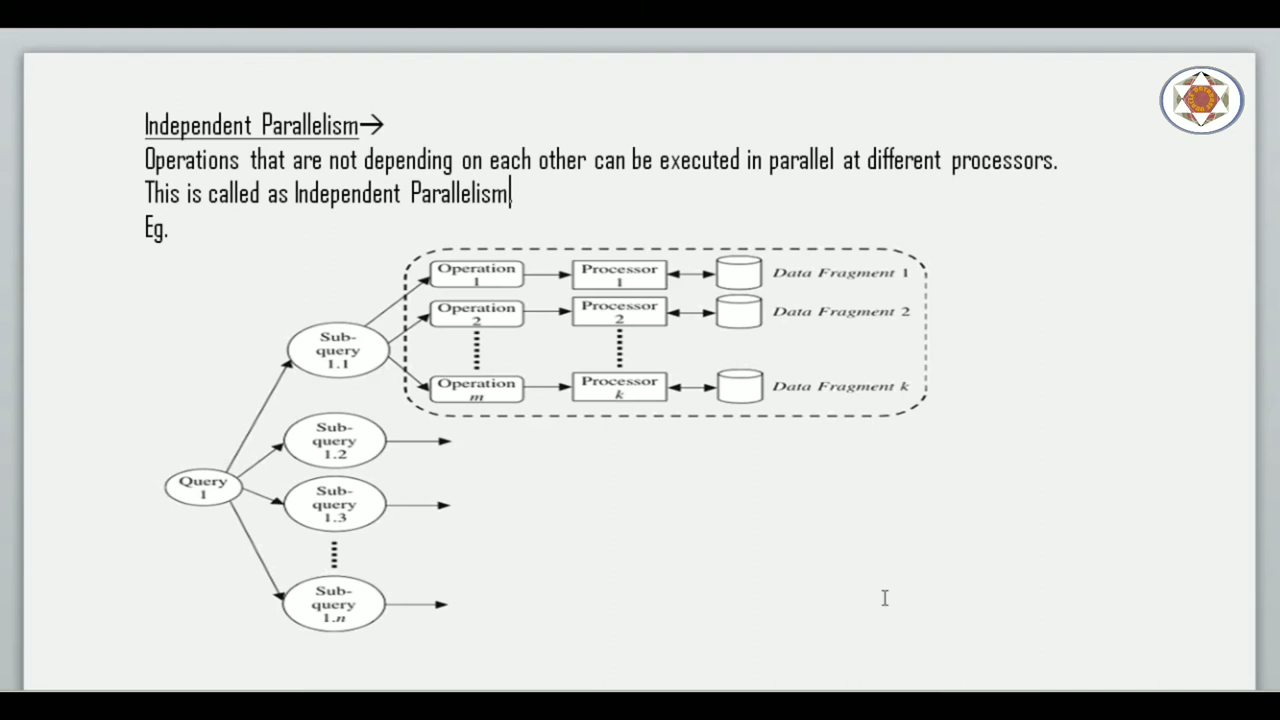 Independent Parallelism→
Operations that are not depending on each other can be executed in parallel at different processors.
This is called as Independent Parallelism.
Eg.
Operation
1
Processor
1
Data Fragment 1
Operation
2
Processor
2
Data Fragment 2
Operation
m
Processor
k
Data Fragment k
Sub-
query
1.1
Sub-
query
1.2
Query
1
Sub-
query
1.3
Sub-
query
1.n